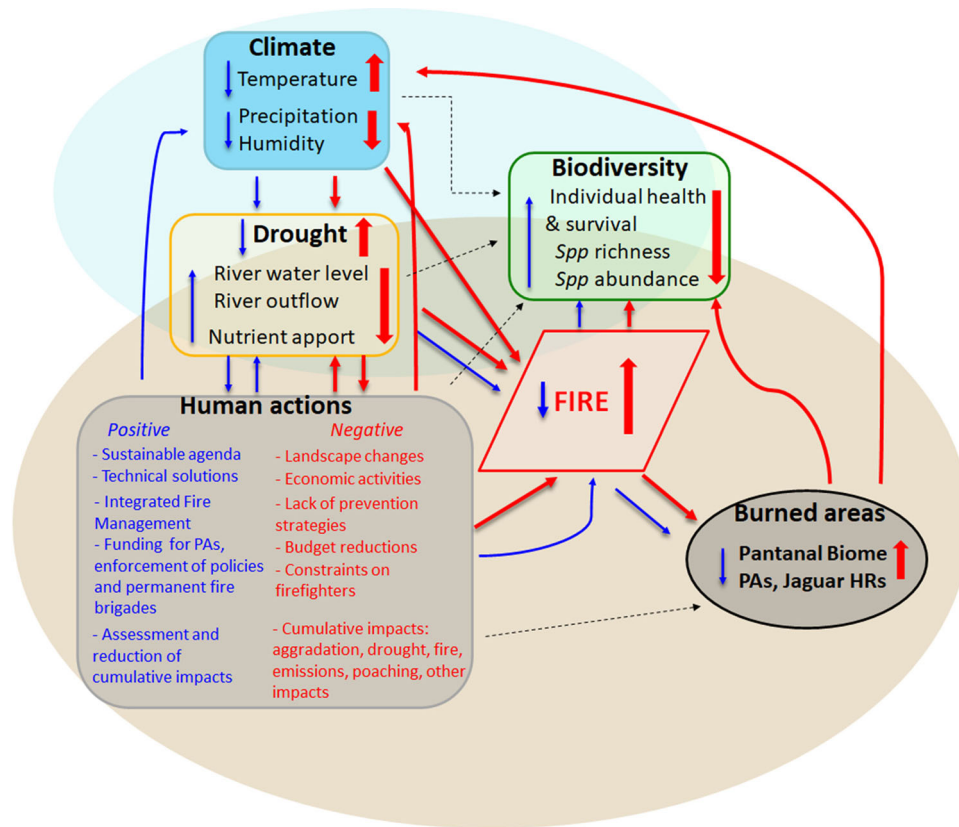 Climate
Temperature
Precipitation
Humidity
Biodiversity
Individual health
& survival
Spp richness
Spp abundance
Drought
River water level
River outflow
Nutrient apport
FIRE
Human actions
Positive
- Sustainable agenda
- Technical solutions
- Integrated Fire
Management
- Funding for PAs,
enforcement of policies
and permanent fire
brigades
- Assessment and
reduction of
cumulative impacts
Negative
- Landscape changes
- Economic activities
- Lack of prevention
strategies
- Budget reductions
- Constraints on
firefighters
- Cumulative impacts:
aggradation, drought, fire,
emissions, poaching, other
impacts
Burned areas
Pantanal Biome
PAs, Jaguar HRs